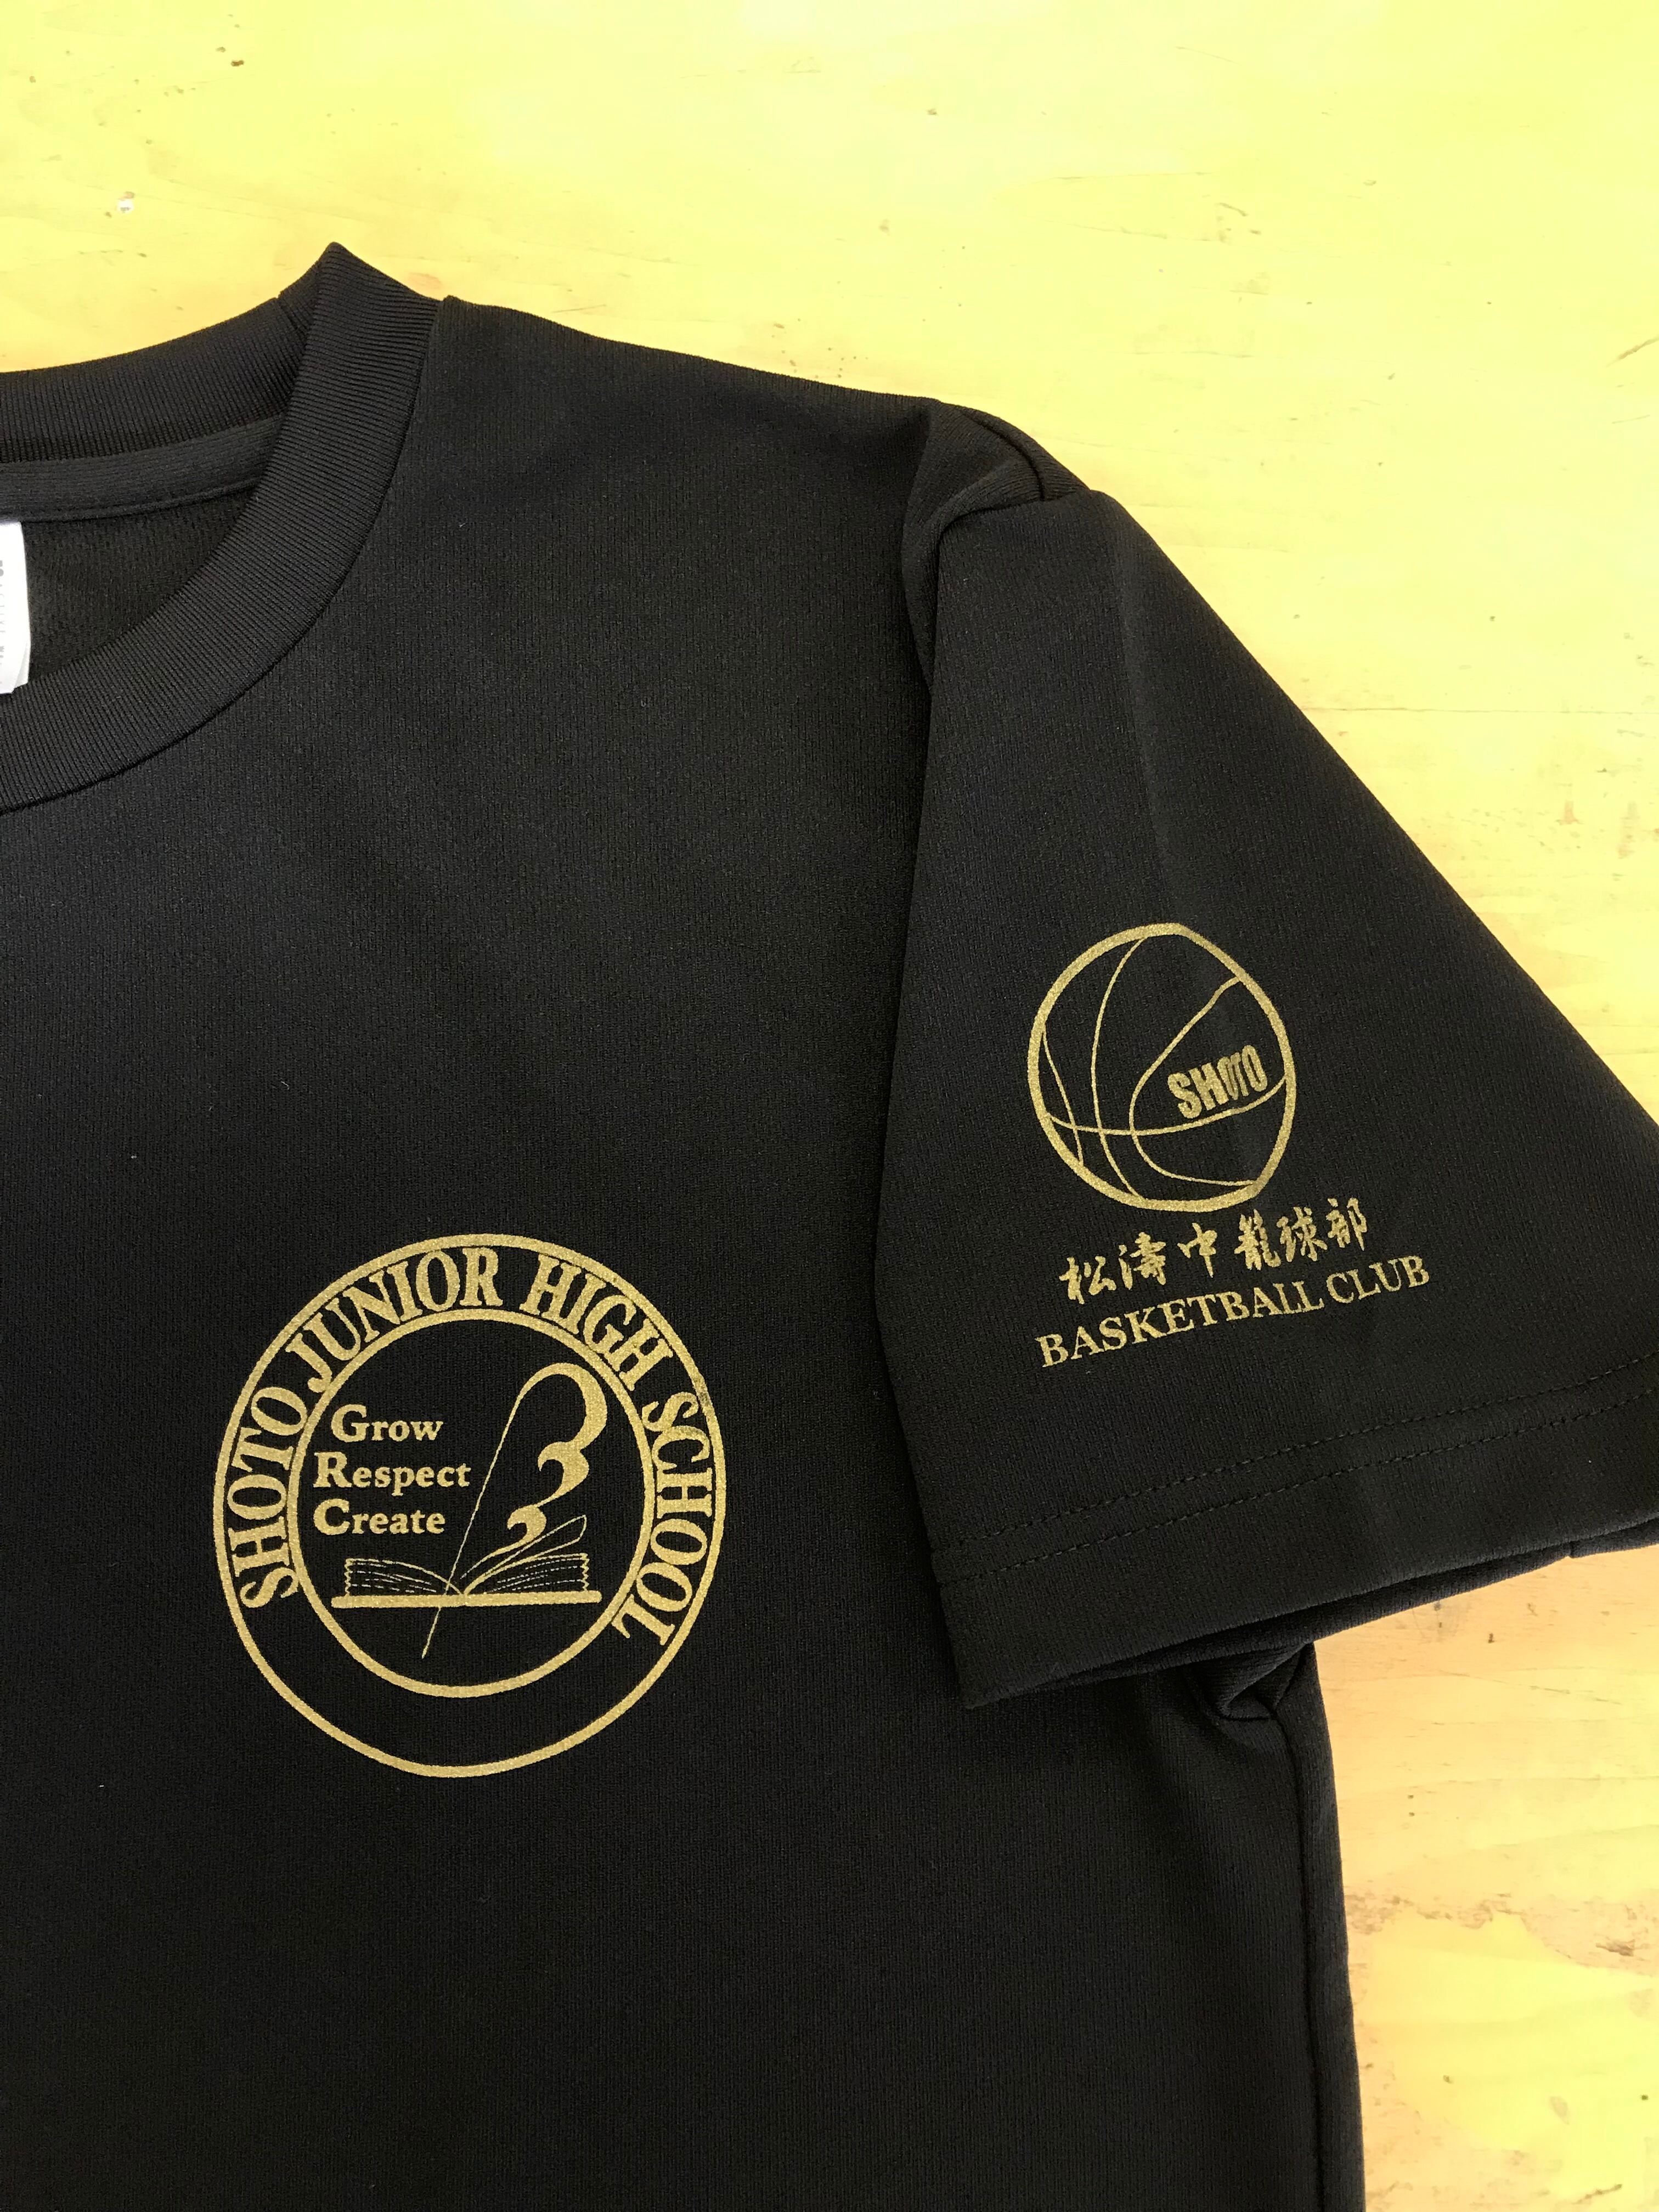 SHOTO
松濤中籠球部
BASKETBALL CLUB
SHOTO JUNIOR HIGH SCHOOL
Grow
Respect
Create